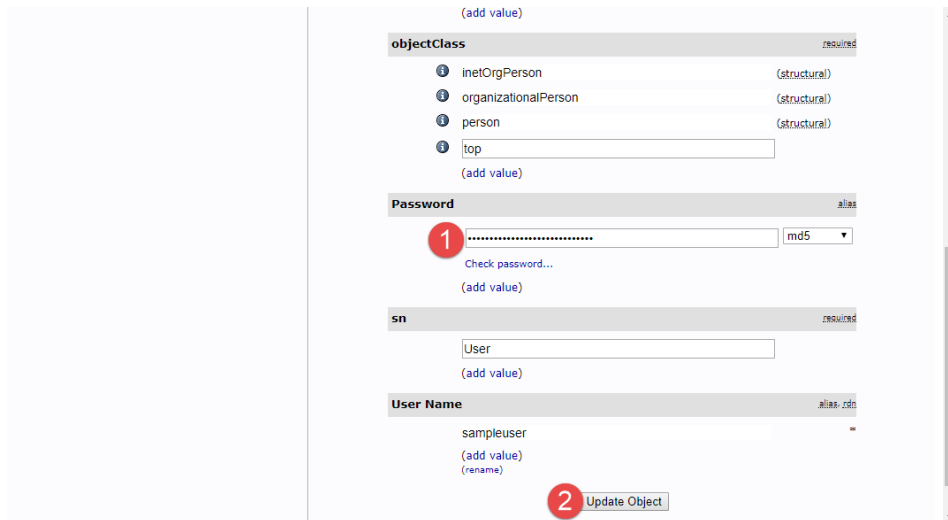 (add value)
objectClass required
inetOrgPerson (structural)
organizationalPerson (structural)
person (structural)
top
(add value)
Password alias
1 ••••••••••••••••••••••••••••• md5
Check password...
(add value)
sn required
User
(add value)
User Name alias, rdn
sampleuser
(add value)
(rename)
2 Update Object